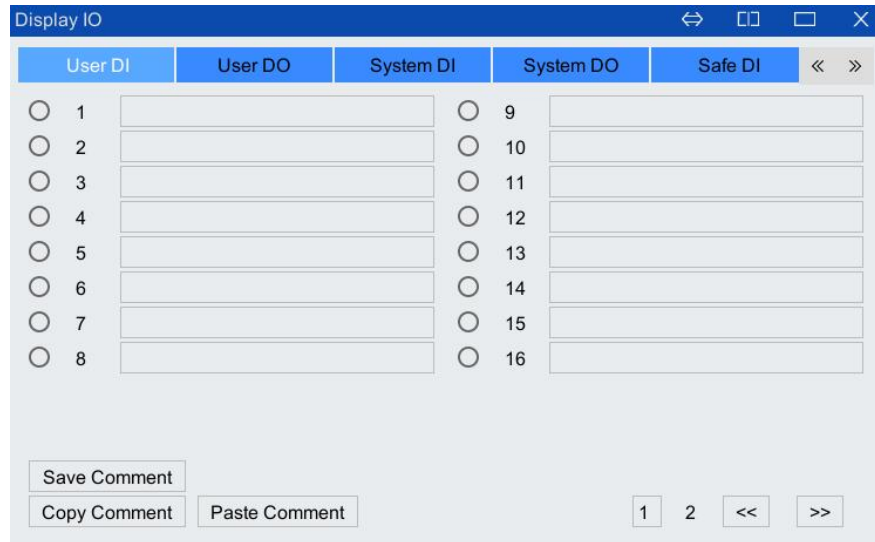 Display IO
User DI User DO System DI System DO Safe DI « »
1 9
2 10
3 11
4 12
5 13
6 14
7 15
8 16
Save Comment
Copy Comment Paste Comment 1 2 << >>